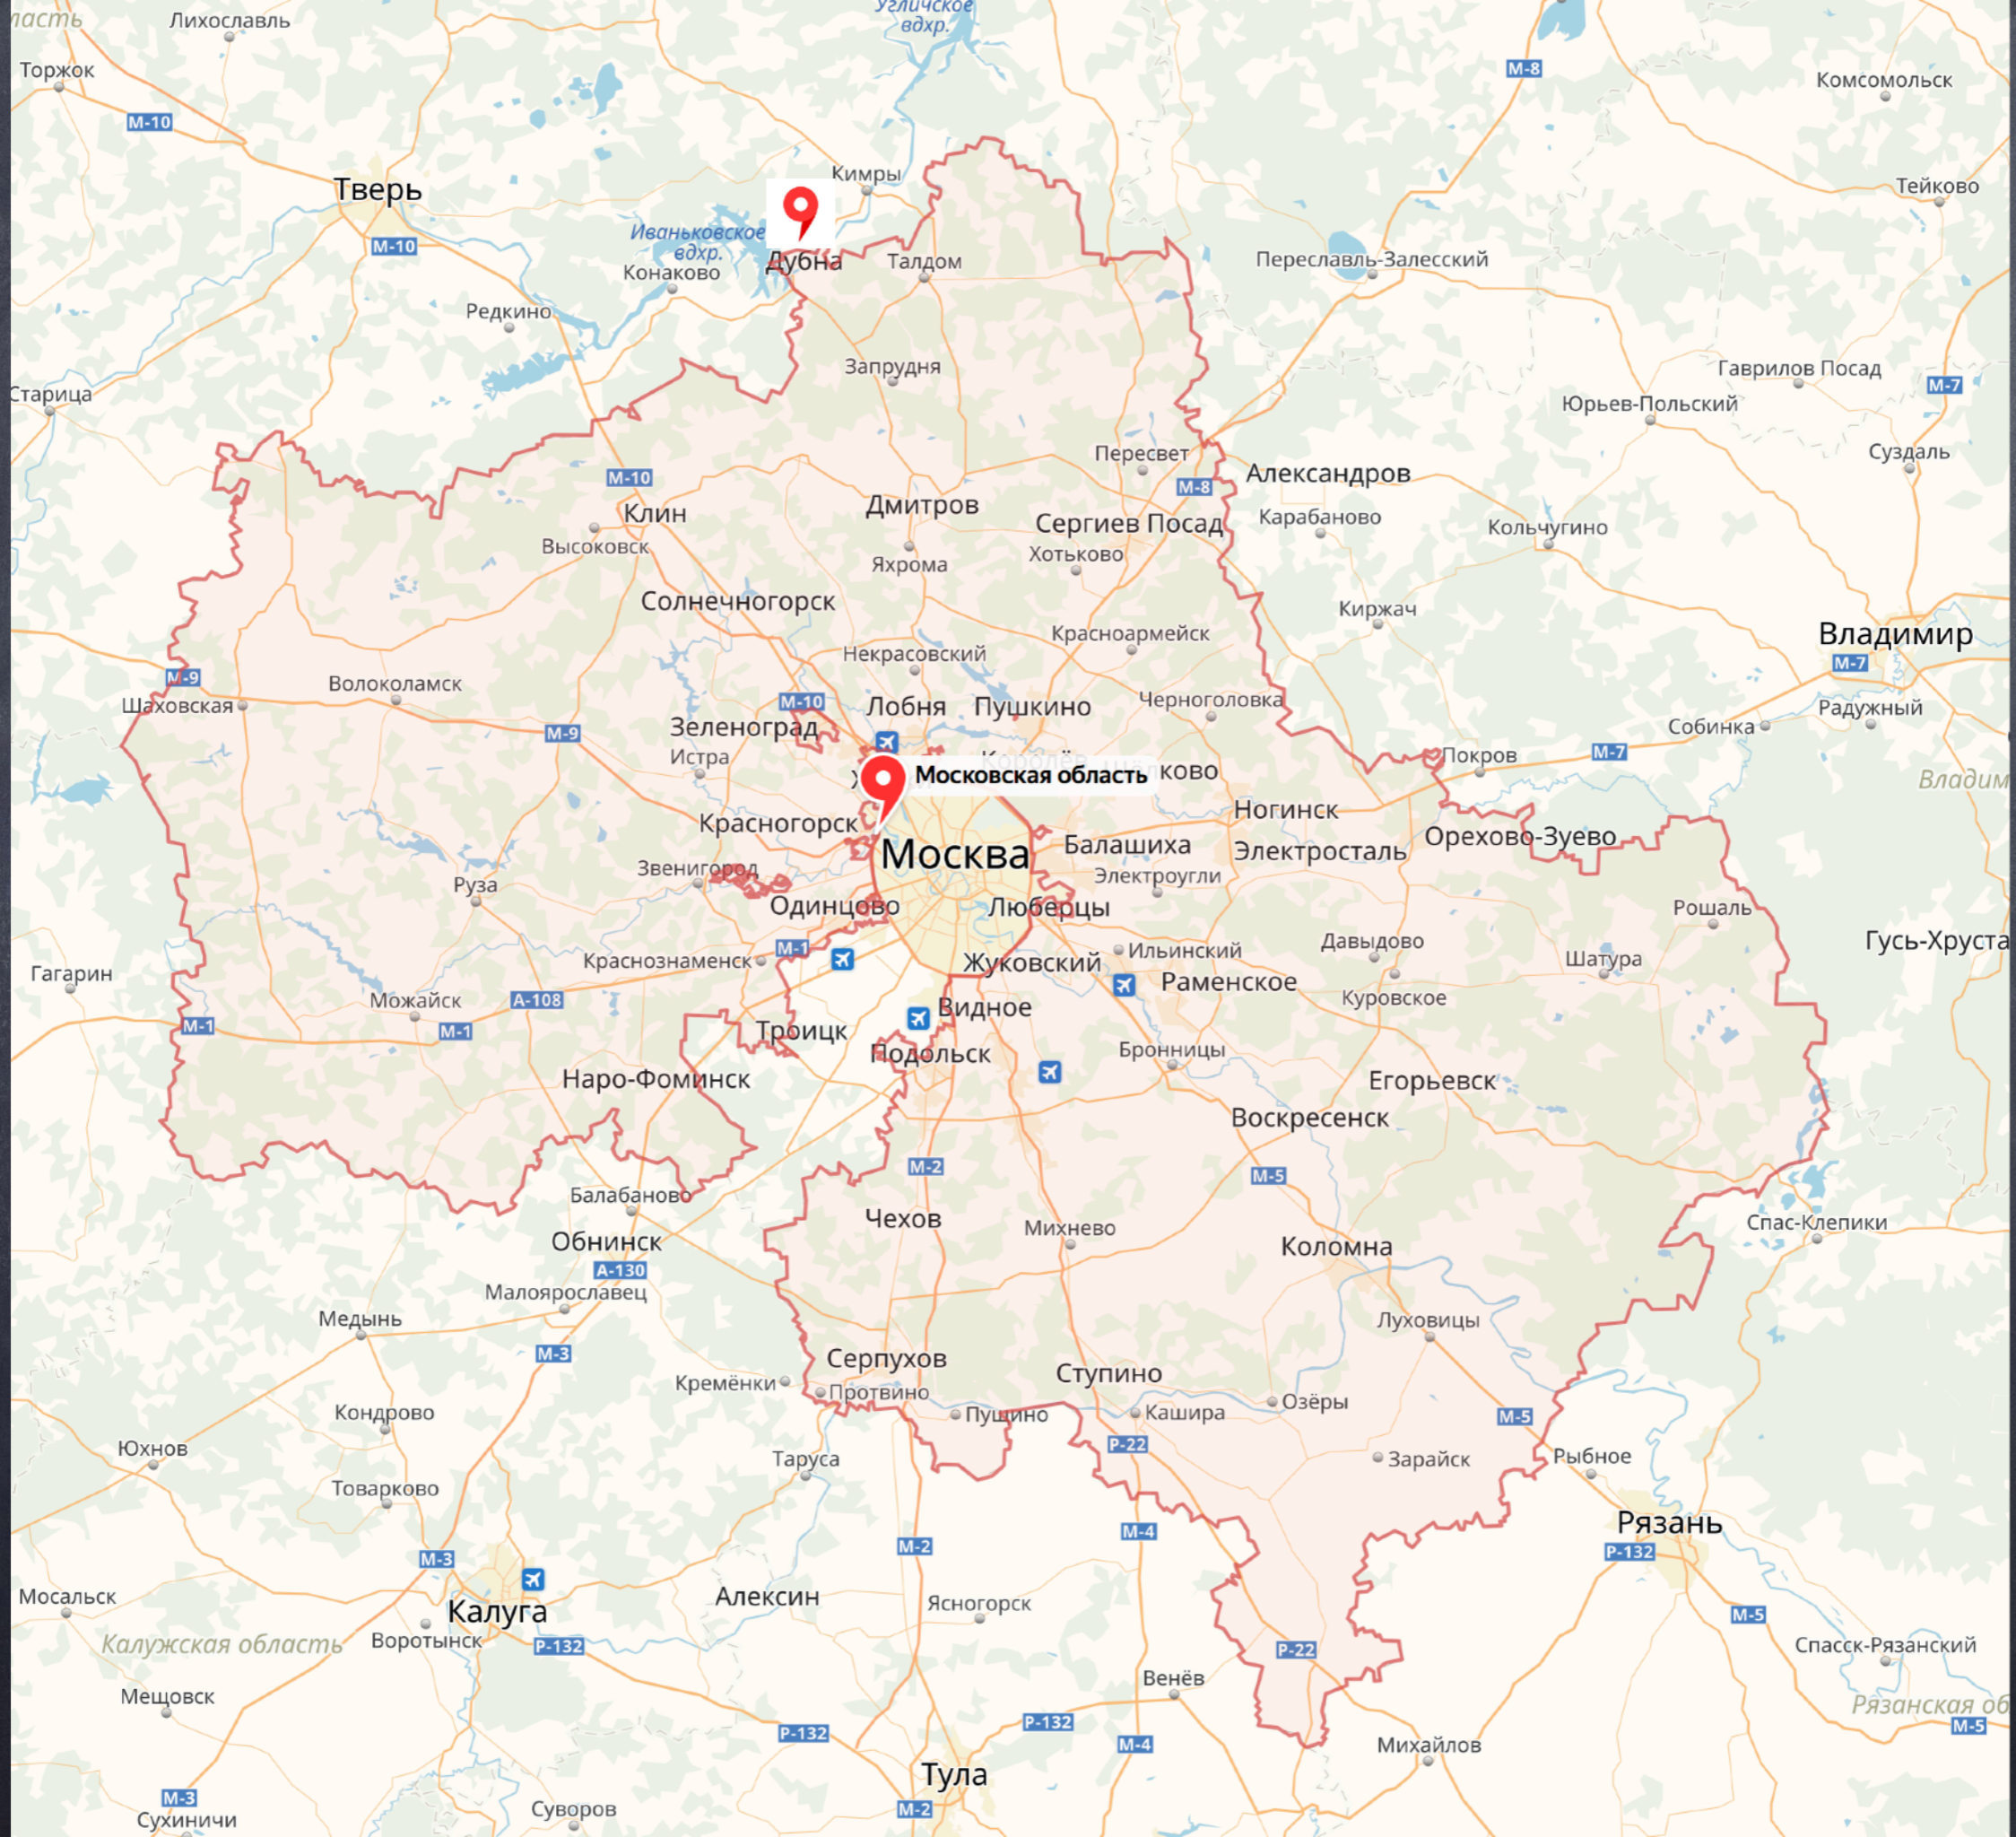 Угличское
вдхр.
ласть
Лихославль
Торжок
М-8
Комсомольск
М-10
Кимры
Тверь
Тейково
Иваньковское
вдхр.
М-10
Дубна
Талдом
Переславль-Залесский
Конаково
Редкино
Запрудня
Гаврилов Посад
М-7
Старица
Юрьев-Польский
Пересвет
Суздаль
М-10
Александров
М-8
Дмитров
Клин
Сергиев Посад
Карабаново
Кольчугино
Высоковск
Хотьково
Яхрома
Солнечногорск
Киржач
Красноармейск
Владимир
Некрасовский
М-7
М-9
Волоколамск
Шаховская
М-10
Лобня
Пушкино
Черноголовка
Радужный
Зеленоград
Собинка
М-9
Истра
Королёв
Покров
М-7
Московская область
ково
Владим
Ногинск
Красногорск
Орехово-Зуево
Москва
Балашиха
Электросталь
Звенигород
Электроугли
Руза
Одинцово
Люберцы
Рошаль
М-1
Ильинский
Давыдово
Гусь-Хруста
Краснознаменск
Жуковский
Шатура
Гагарин
Раменское
Можайск
А-108
Куровское
Видное
М-1
М-1
Троицк
Подольск
Бронницы
Наро-Фоминск
Егорьевск
Воскресенск
М-2
М-5
Балабаново
Чехов
Михнево
Спас-Клепики
Обнинск
Коломна
А-130
Малоярославец
Медынь
Луховицы
М-3
Серпухов
Ступино
Кремёнки
Протвино
Озёры
Кондрово
Пущино
Кашира
М-5
Юхнов
Р-22
Таруса
Зарайск
Рыбное
Товарково
Рязань
М-4
М-2
Р-132
М-3
Мосальск
Алексин
Ясногорск
Калуга
М-5
Калужская область
Воротынск
Р-132
Р-22
Спасск-Рязанский
Венёв
Мещовск
Рязанская об
Р-132
Р-132
М-5
М-4
Михайлов
Тула
М-3
Суворов
М-2
Сухиничи